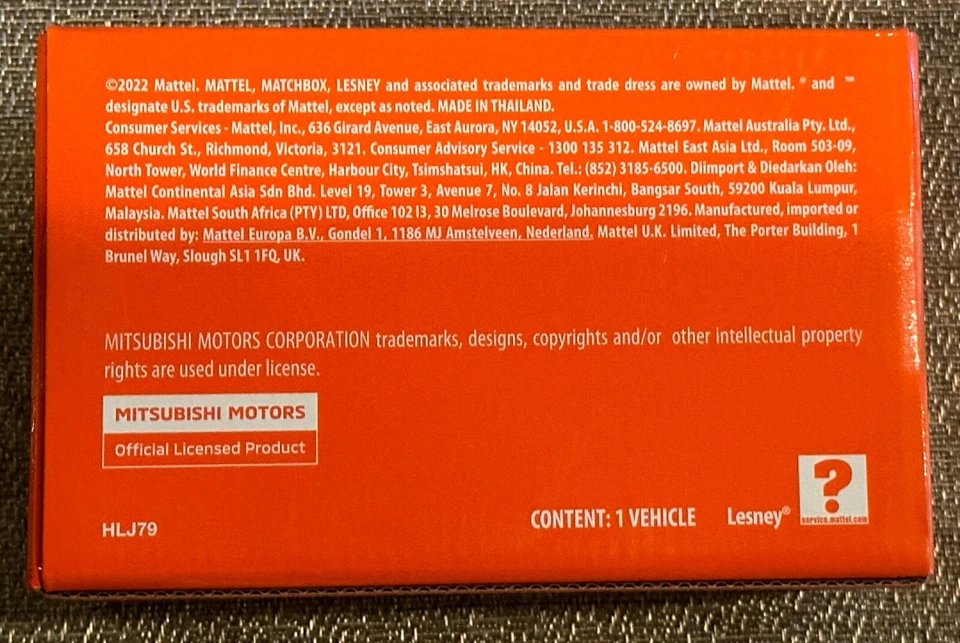 ©2022 Mattel. MATTEL, MATCHBOX, LESNEY and associated trademarks and trade dress are owned by Mattel. ® and ™
designate U.S. trademarks of Mattel, except as noted. MADE IN THAILAND.
Consumer Services - Mattel, Inc., 636 Girard Avenue, East Aurora, NY 14052, U.S.A. 1-800-524-8697. Mattel Australia Pty. Ltd.,
658 Church St., Richmond, Victoria, 3121. Consumer Advisory Service - 1300 135 312. Mattel East Asia Ltd., Room 503-09,
North Tower, World Finance Centre, Harbour City, Tsimshatsui, HK, China. Tel.: (852) 3185-6500. Diimport & Diedarkan Oleh:
Mattel Continental Asia Sdn Bhd. Level 19, Tower 3, Avenue 7, No. 8 Jalan Kerinchi, Bangsar South, 59200 Kuala Lumpur,
Malaysia. Mattel South Africa (PTY) LTD, Office 102 I3, 30 Melrose Boulevard, Johannesburg 2196. Manufactured, imported or
distributed by: Mattel Europa B.V., Gondel 1, 1186 MJ Amstelveen, Nederland. Mattel U.K. Limited, The Porter Building, 1
Brunel Way, Slough SL1 1FQ, UK.
MITSUBISHI MOTORS CORPORATION trademarks, designs, copyrights and/or other intellectual property
rights are used under license.
MITSUBISHI MOTORS
Official Licensed Product
HLJ79
CONTENT: 1 VEHICLE
Lesney®
?
service.mattel.com